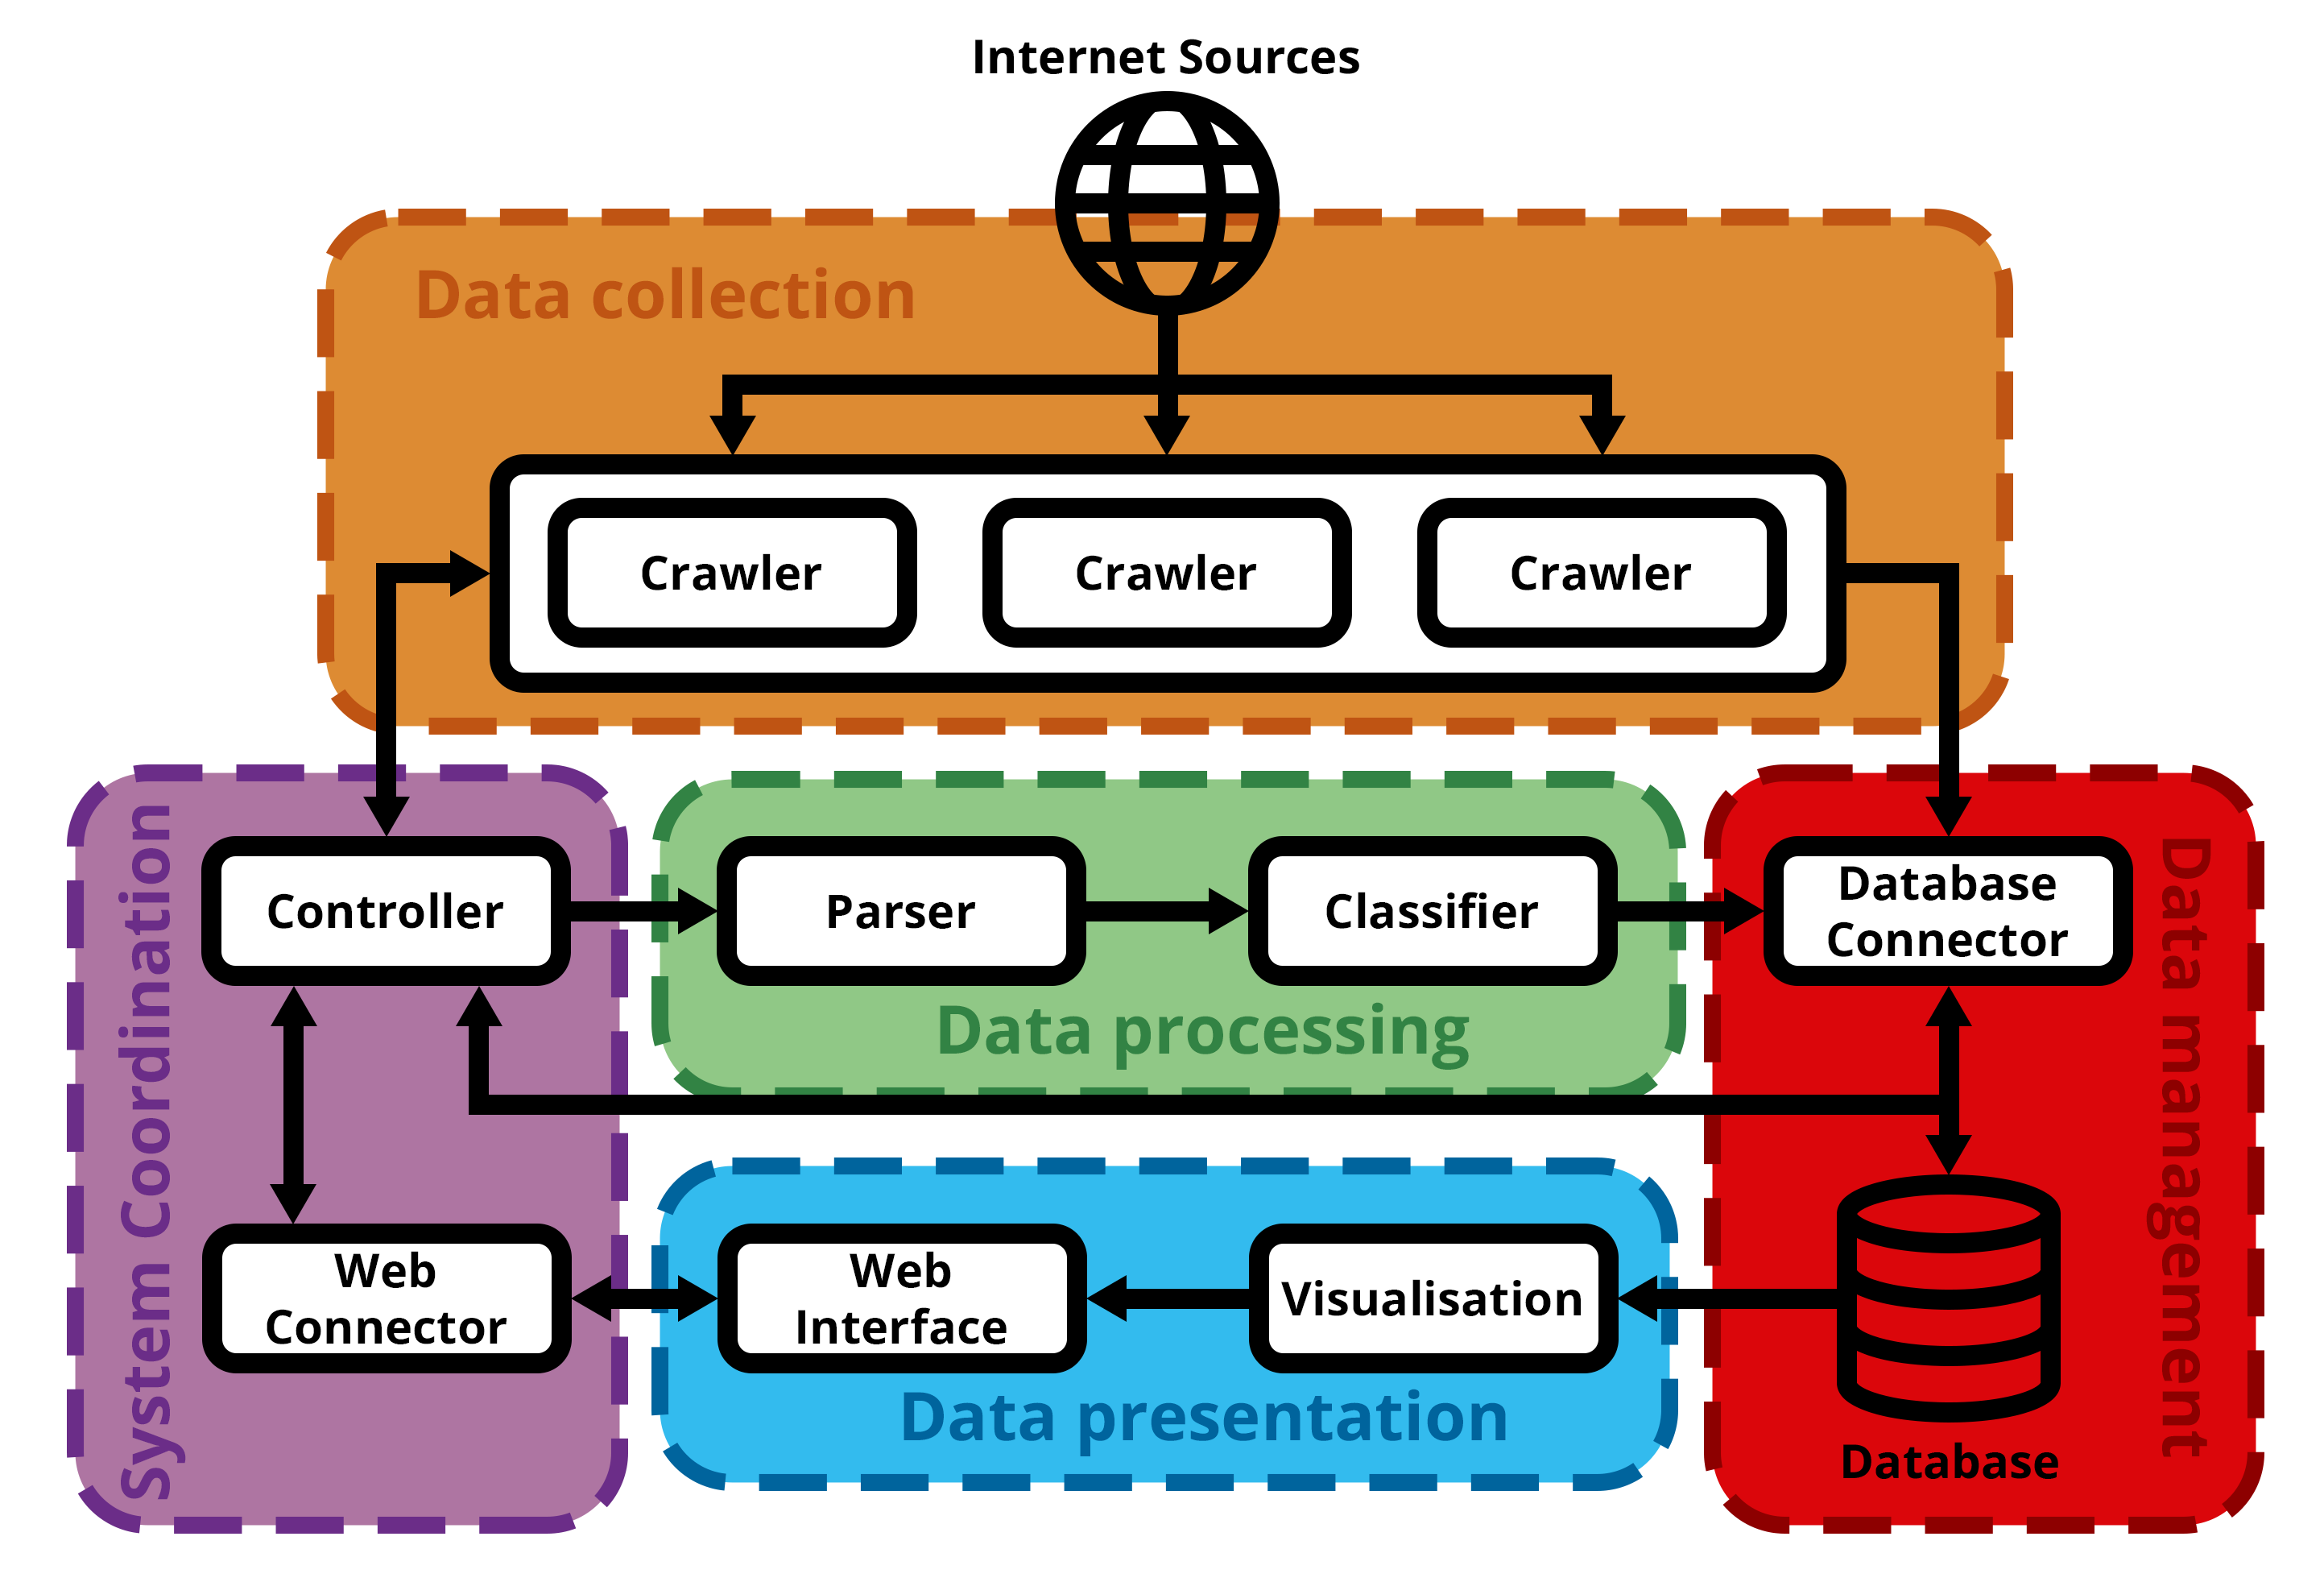 Internet Sources
Data collection
Crawler
Crawler
Crawler
System Coordination
Controller
Parser
Classifier
Database
Connector
Data processing
Data management
Web
Connector
Web
Interface
Visualisation
Data presentation
Database